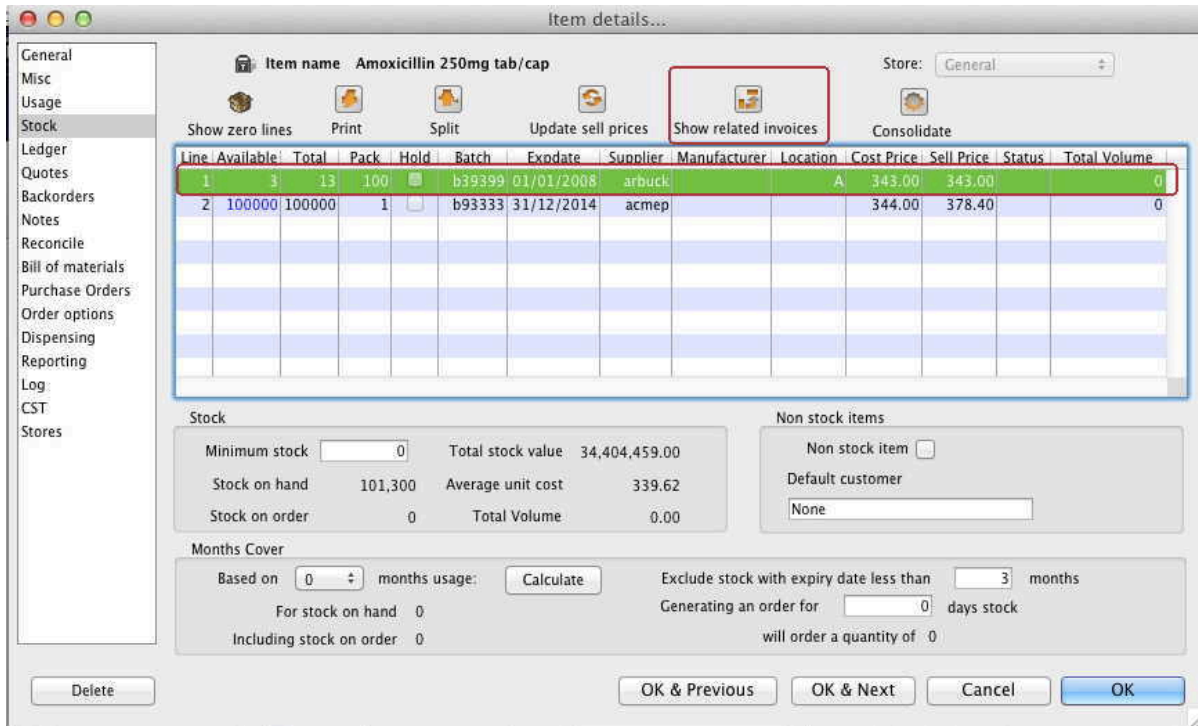 Item details...
General
Misc
Usage
Stock
Ledger
Quotes
Backorders
Notes
Reconcile
Bill of materials
Purchase Orders
Order options
Dispensing
Reporting
Log
CST
Stores
Item name Amoxicillin 250mg tab/cap
Store: General
Show zero lines Print Split Update sell prices Show related invoices Consolidate
Line Available Total Pack Hold Batch Expdate Supplier Manufacturer Location Cost Price Sell Price Status Total Volume
1 3 13 100 b39399 01/01/2008 arbuck A 343.00 343.00 0
2 100000 100000 1 b93333 31/12/2014 acmep 344.00 378.40 0
Stock
Minimum stock 0 Total stock value 34,404,459.00
Stock on hand 101,300 Average unit cost 339.62
Stock on order 0 Total Volume 0.00
Non stock items
Non stock item
Default customer
None
Months Cover
Based on 0 months usage: Calculate
For stock on hand 0
Including stock on order 0
Exclude stock with expiry date less than 3 months
Generating an order for 0 days stock
will order a quantity of 0
Delete OK & Previous OK & Next Cancel OK